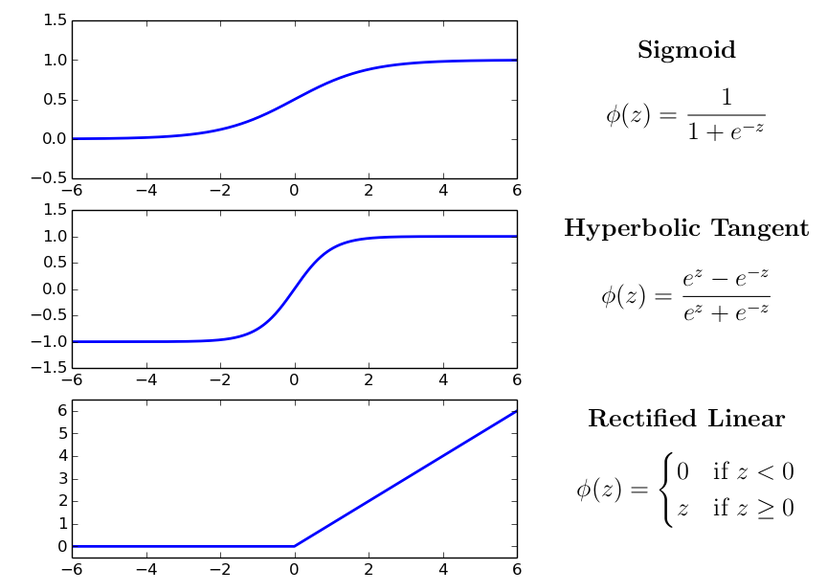 1.5
1.0
0.5
0.0
−0.5
−6 −4 −2 0 2 4 6
Sigmoid
ϕ(z) = 1 / (1 + e^{−z})
1.5
1.0
0.5
0.0
−0.5
−1.0
−1.5
−6 −4 −2 0 2 4 6
Hyperbolic Tangent
ϕ(z) = (e^z − e^{−z}) / (e^z + e^{−z})
6
5
4
3
2
1
0
−6 −4 −2 0 2 4 6
Rectified Linear
ϕ(z) = { 0 if z < 0
z if z ≥ 0